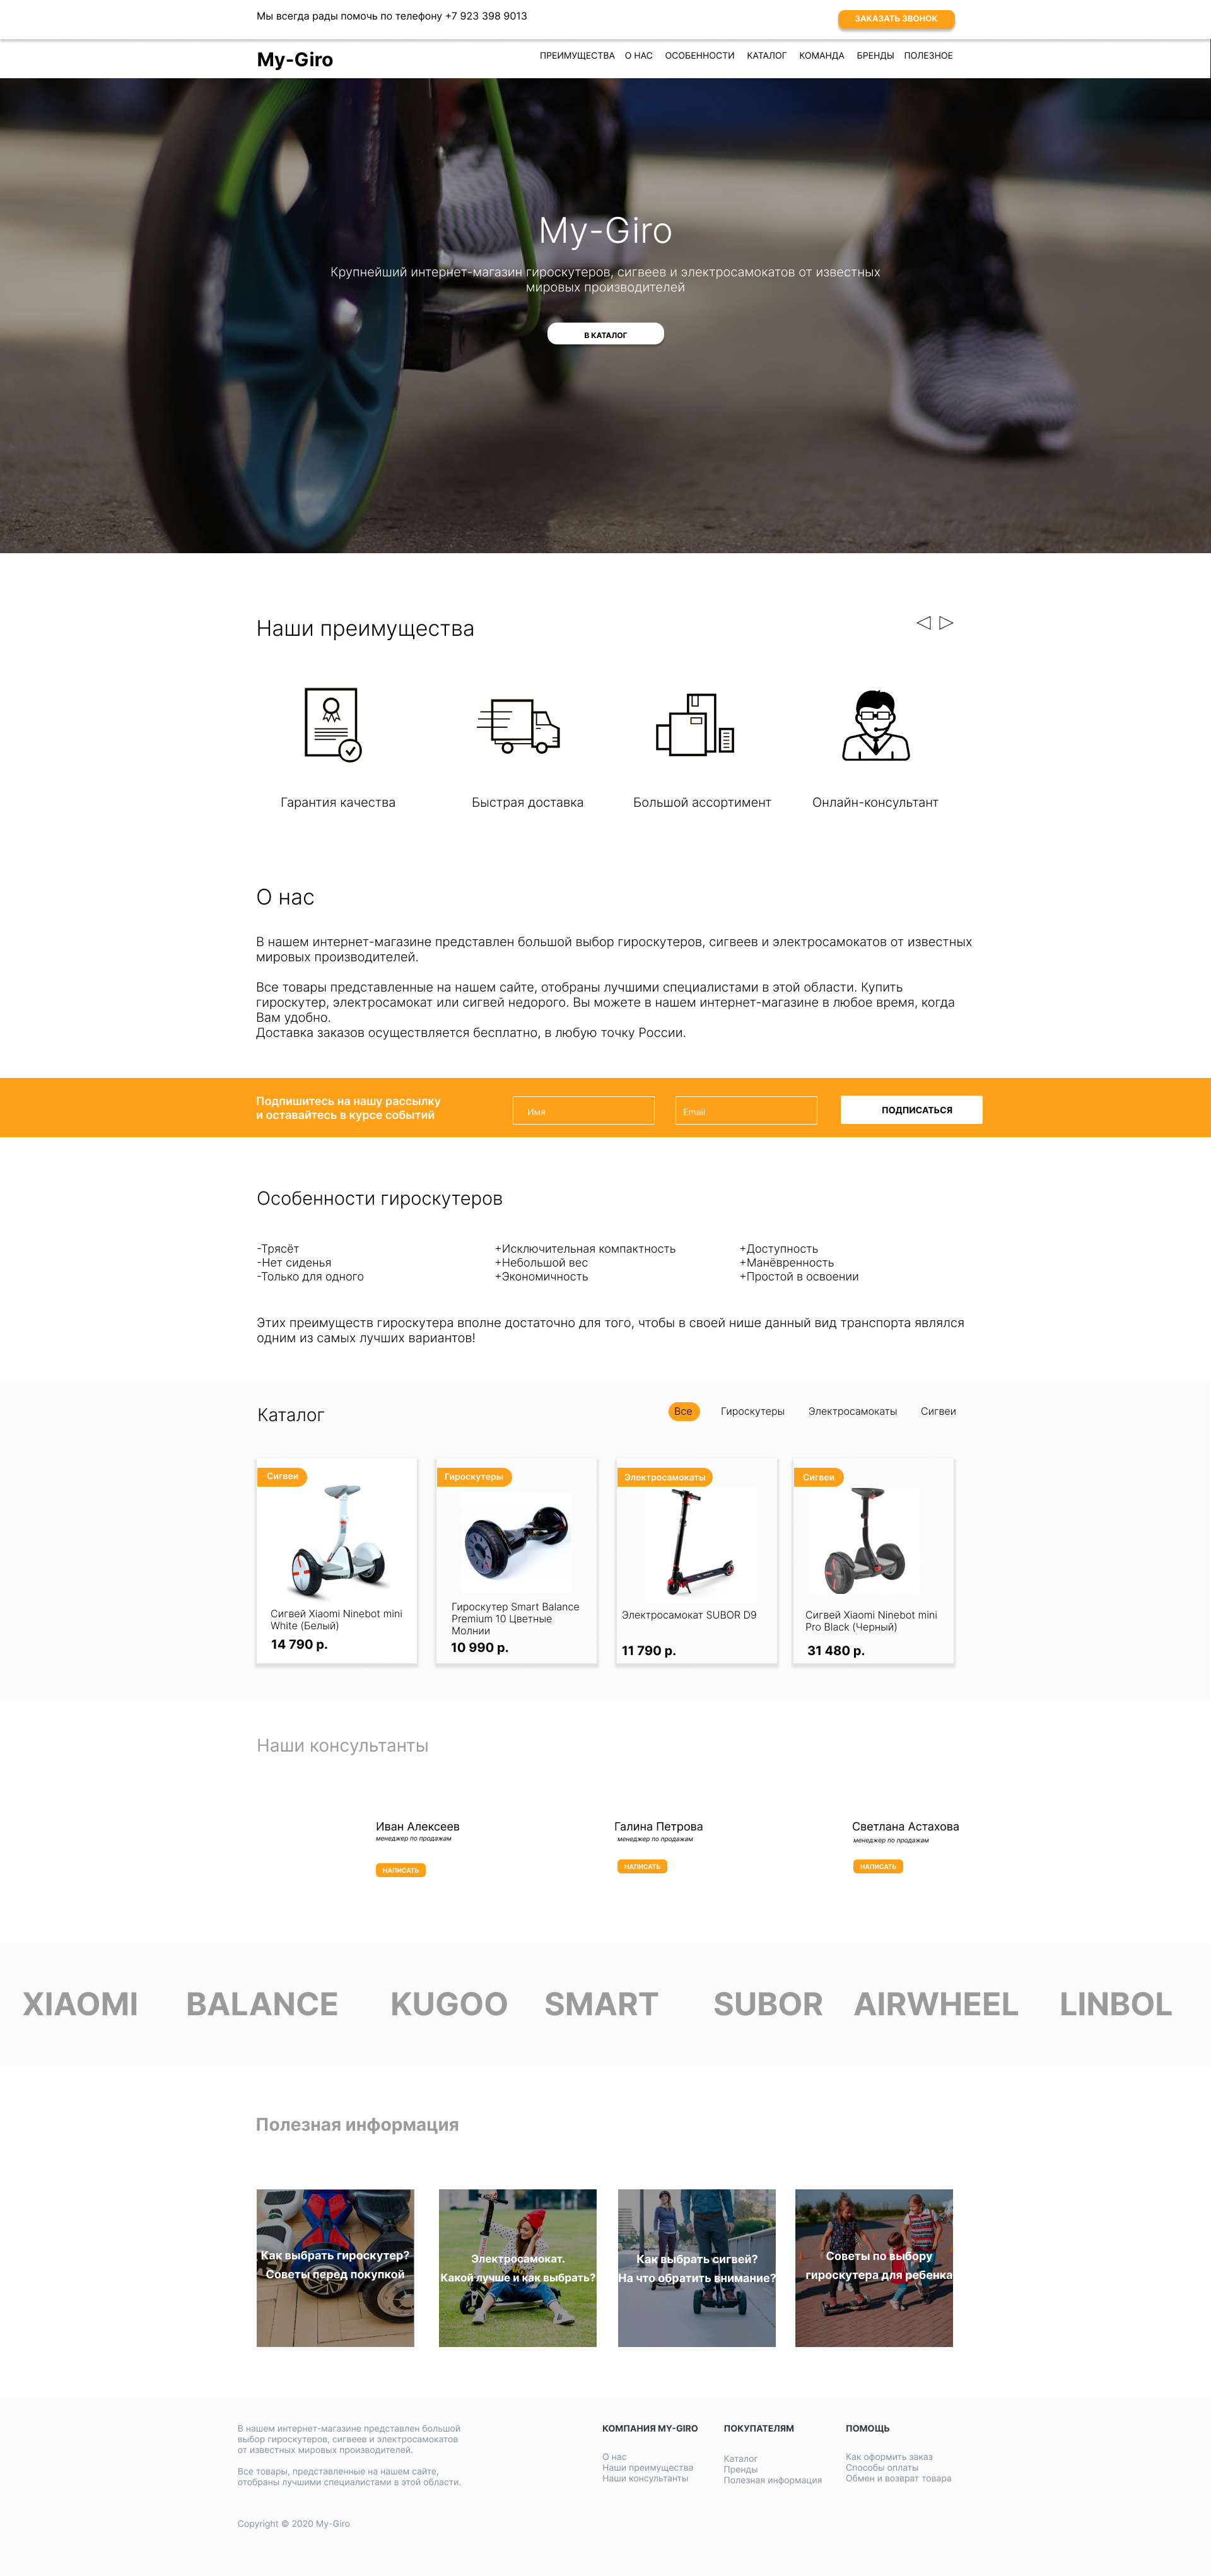 Мы всегда рады помочь по телефону +7 923 398 9013
ЗАКАЗАТЬ ЗВОНОК
My-Giro
ПРЕИМУЩЕСТВА О НАС ОСОБЕННОСТИ КАТАЛОГ КОМАНДА БРЕНДЫ ПОЛЕЗНОЕ
My-Giro
Крупнейший интернет-магазин гироскутеров, сигвеев и электросамокатов от известных
мировых производителей
В КАТАЛОГ
Наши преимущества
Гарантия качества
Быстрая доставка
Большой ассортимент
Онлайн-консультант
О нас
В нашем интернет-магазине представлен большой выбор гироскутеров, сигвеев и электросамокатов от известных
мировых производителей.
Все товары представленные на нашем сайте, отобраны лучшими специалистами в этой области. Купить
гироскутер, электросамокат или сигвей недорого. Вы можете в нашем интернет-магазине в любое время, когда
Вам удобно.
Доставка заказов осуществляется бесплатно, в любую точку России.
Подпишитесь на нашу рассылку
и оставайтесь в курсе событий
Имя
Email
ПОДПИСАТЬСЯ
Особенности гироскутеров
-Трясёт
-Нет сиденья
-Только для одного
+Исключительная компактность
+Небольшой вес
+Экономичность
+Доступность
+Манёвренность
+Простой в освоении
Этих преимуществ гироскутера вполне достаточно для того, чтобы в своей нише данный вид транспорта являлся
одним из самых лучших вариантов!
Каталог
Все
Гироскутеры
Электросамокаты
Сигвеи
Сигвеи
Сигвей Xiaomi Ninebot mini
White (Белый)
14 790 р.
Гироскутеры
Гироскутер Smart Balance
Premium 10 Цветные
Молнии
10 990 р.
Электросамокаты
Электросамокат SUBOR D9
11 790 р.
Сигвеи
Сигвей Xiaomi Ninebot mini
Pro Black (Черный)
31 480 р.
Наши консультанты
Иван Алексеев
менеджер по продажам
НАПИСАТЬ
Галина Петрова
менеджер по продажам
НАПИСАТЬ
Светлана Астахова
менеджер по продажам
НАПИСАТЬ
XIAOMI BALANCE KUGOO SMART SUBOR AIRWHEEL LINBOL
Полезная информация
Как выбрать гироскутер?
Советы перед покупкой
Электросамокат.
Какой лучше и как выбрать?
Как выбрать сигвей?
На что обратить внимание?
Советы по выбору
гироскутера для ребенка
В нашем интернет-магазине представлен большой
выбор гироскутеров, сигвеев и электросамокатов
от известных мировых производителей.
Все товары, представленные на нашем сайте,
отобраны лучшими специалистами в этой области.
Copyright © 2020 My-Giro
КОМПАНИЯ MY-GIRO
О нас
Наши преимущества
Наши консультанты
ПОКУПАТЕЛЯМ
Каталог
Пренды
Полезная информация
ПОМОЩЬ
Как оформить заказ
Способы оплаты
Обмен и возврат товара